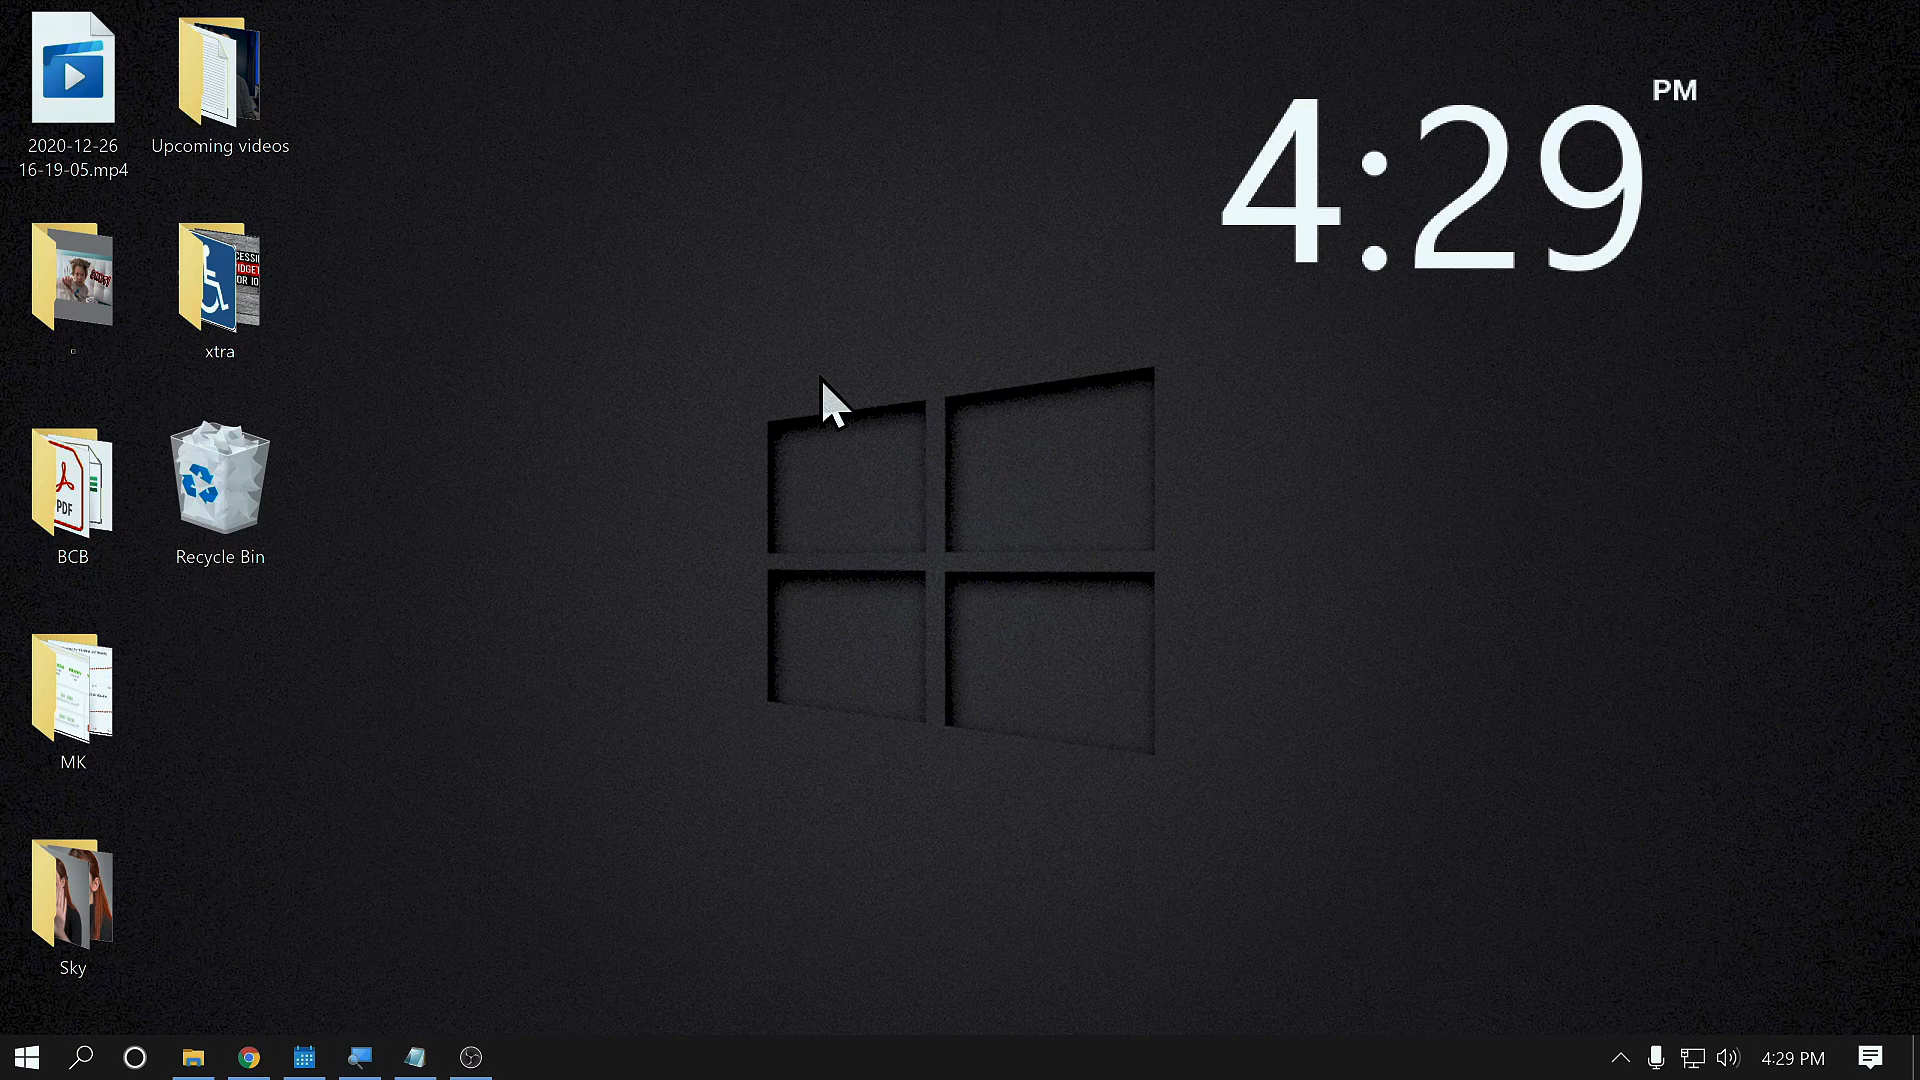 2020-12-26
16-19-05.mp4
Upcoming videos
xtra
BCB
PDF
Recycle Bin
MK
Sky
4:29
PM
4:29 PM